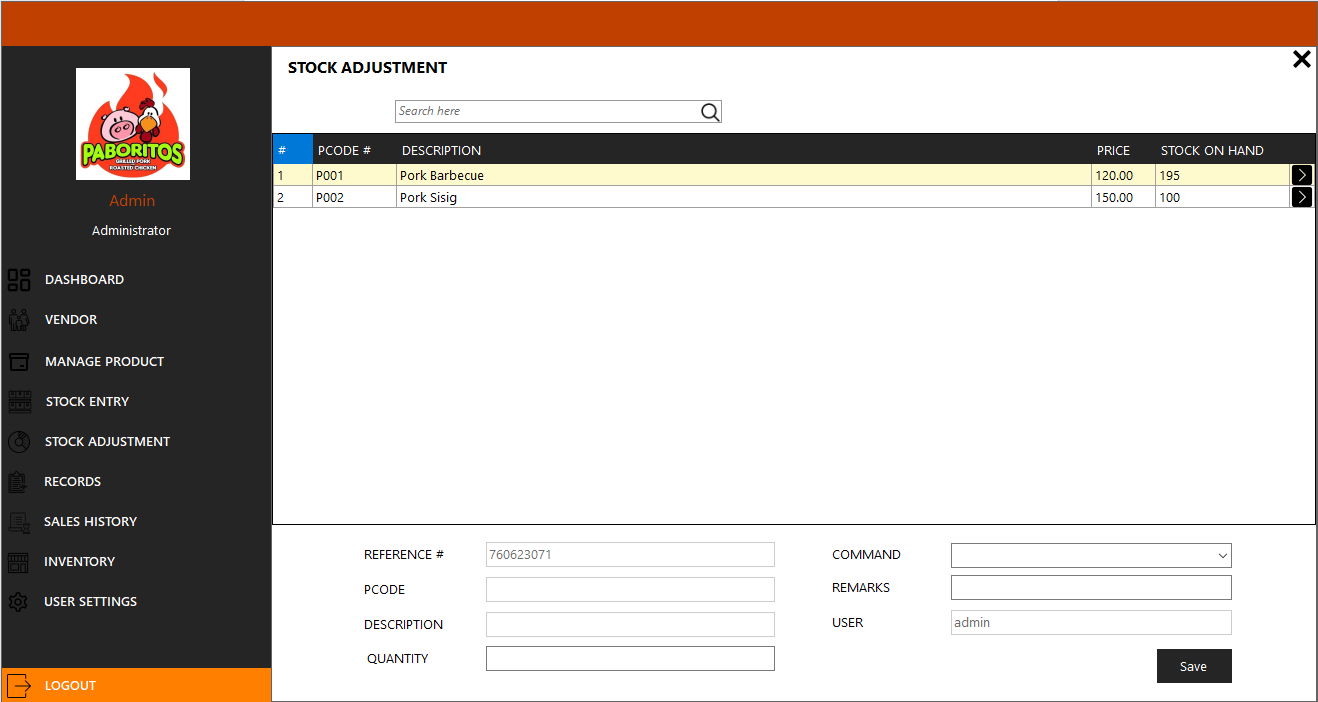 PABORITOS
GRILLED PORK
ROASTED CHICKEN
Admin
Administrator
DASHBOARD
VENDOR
MANAGE PRODUCT
STOCK ENTRY
STOCK ADJUSTMENT
RECORDS
SALES HISTORY
INVENTORY
USER SETTINGS
LOGOUT
STOCK ADJUSTMENT
Search here
# PCODE # DESCRIPTION PRICE STOCK ON HAND
1 P001 Pork Barbecue 120.00 195
2 P002 Pork Sisig 150.00 100
REFERENCE # 760623071
PCODE
DESCRIPTION
QUANTITY
COMMAND
REMARKS
USER admin
Save